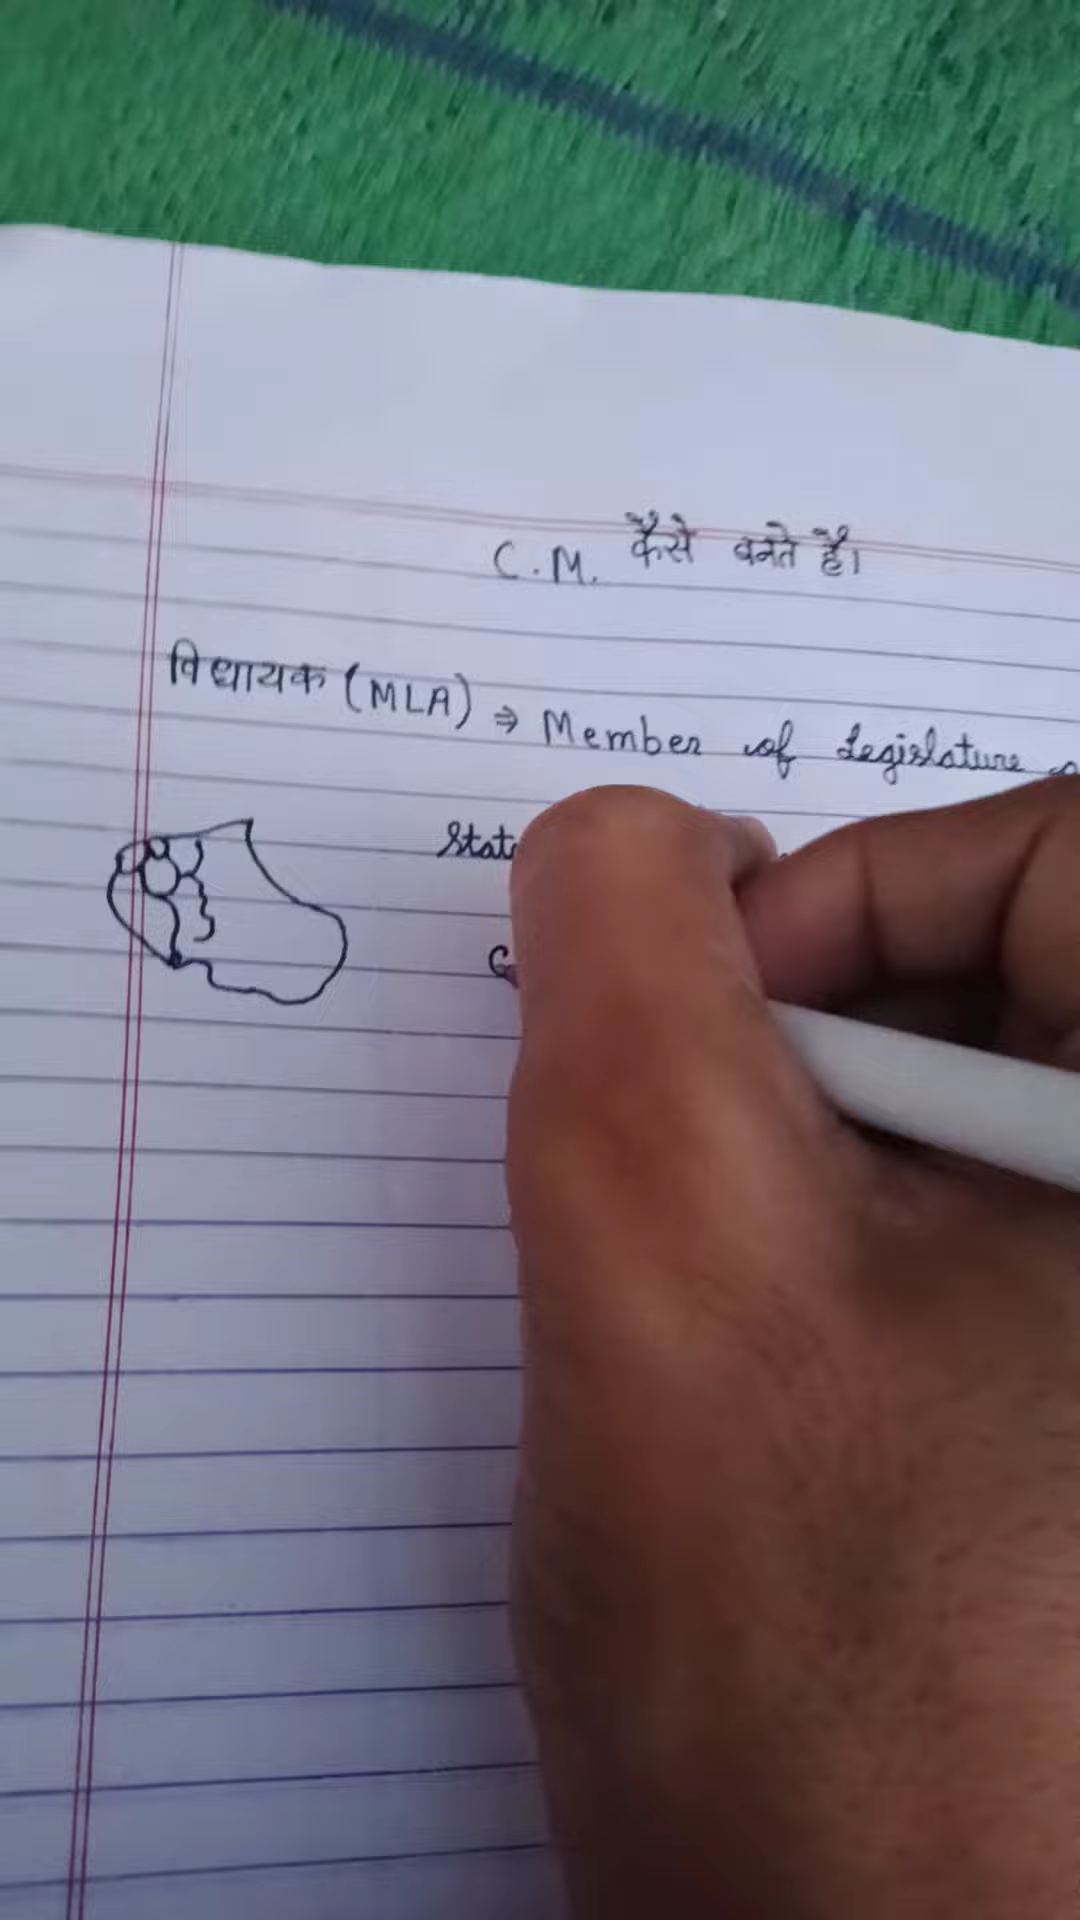 C.M. कैसे बनते है।
विधायक (MLA) ⇒ Member of Legislature